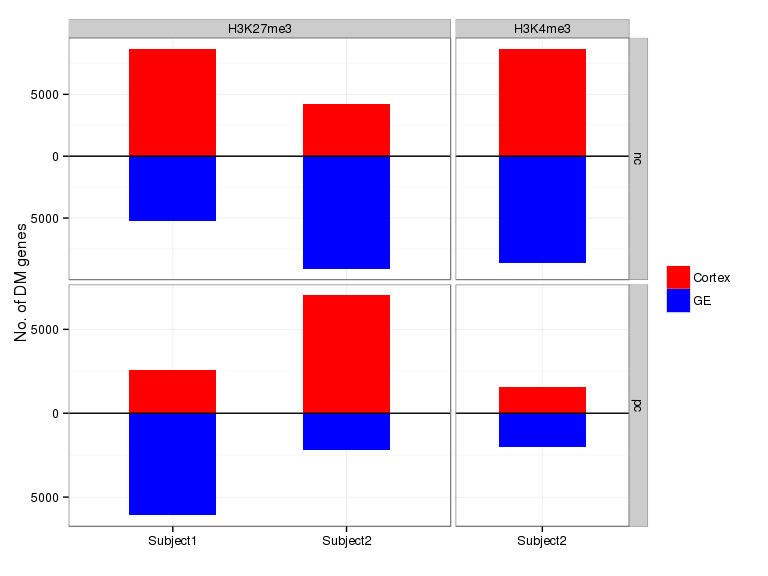 H3K27me3
H3K4me3
No. of DM genes
5000
0
5000
nc
5000
0
5000
pc
Subject1
Subject2
Subject2
Cortex
GE